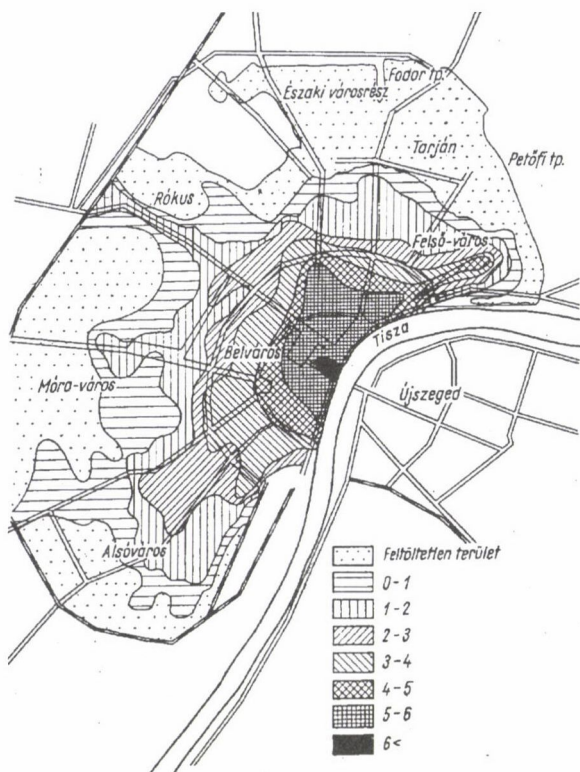 Fodor tp.
Északi városrész
Tarján
Petőfi tp.
Rókus
Felső-város
Tisza
Belváros
Móra-város
Újszeged
Alsóváros
Feltöltetlen terület
0-1
1-2
2-3
3-4
4-5
5-6
6<